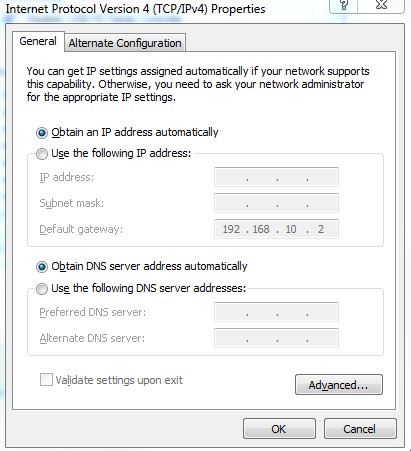 Internet Protocol Version 4 (TCP/IPv4) Properties
General
Alternate Configuration
You can get IP settings assigned automatically if your network supports
this capability. Otherwise, you need to ask your network administrator
for the appropriate IP settings.
Obtain an IP address automatically
Use the following IP address:
IP address:
. . .
Subnet mask:
. . .
Default gateway:
192 . 168 . 10 . 2
Obtain DNS server address automatically
Use the following DNS server addresses:
Preferred DNS server:
. . .
Alternate DNS server:
. . .
Validate settings upon exit
Advanced...
OK
Cancel